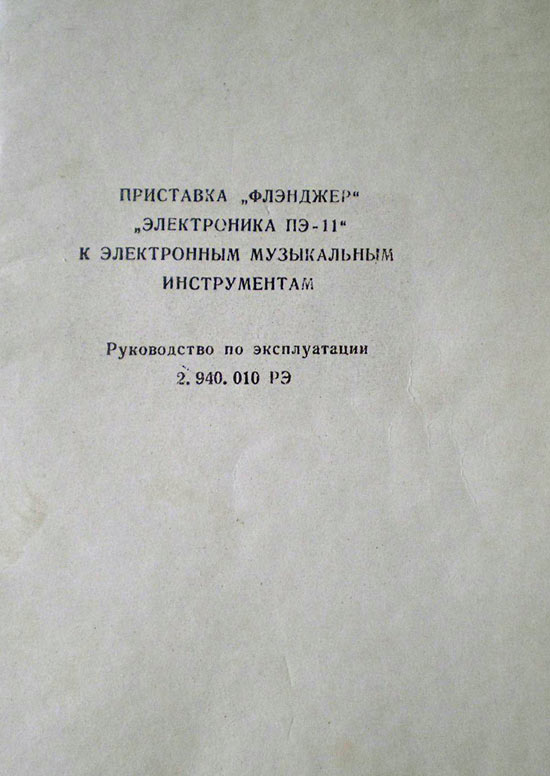 ПРИСТАВКА „ФЛЭНДЖЕР“
„ЭЛЕКТРОНИКА ПЭ-11“
К ЭЛЕКТРОННЫМ МУЗЫКАЛЬНЫМ
ИНСТРУМЕНТАМ
Руководство по эксплуатации
2. 940. 010 РЭ